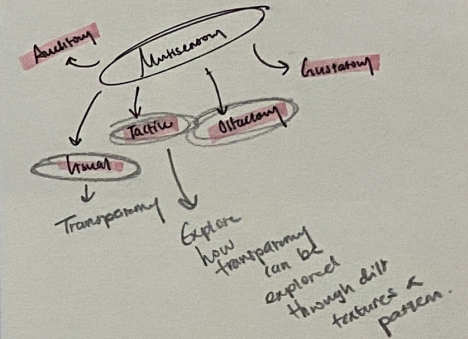 Multisensory
Auditory
Gustatory
Tactile
Olfactory
Visual
Transparency
Explore
how
transparency
can be
explored
through diff
textures &
pattern.